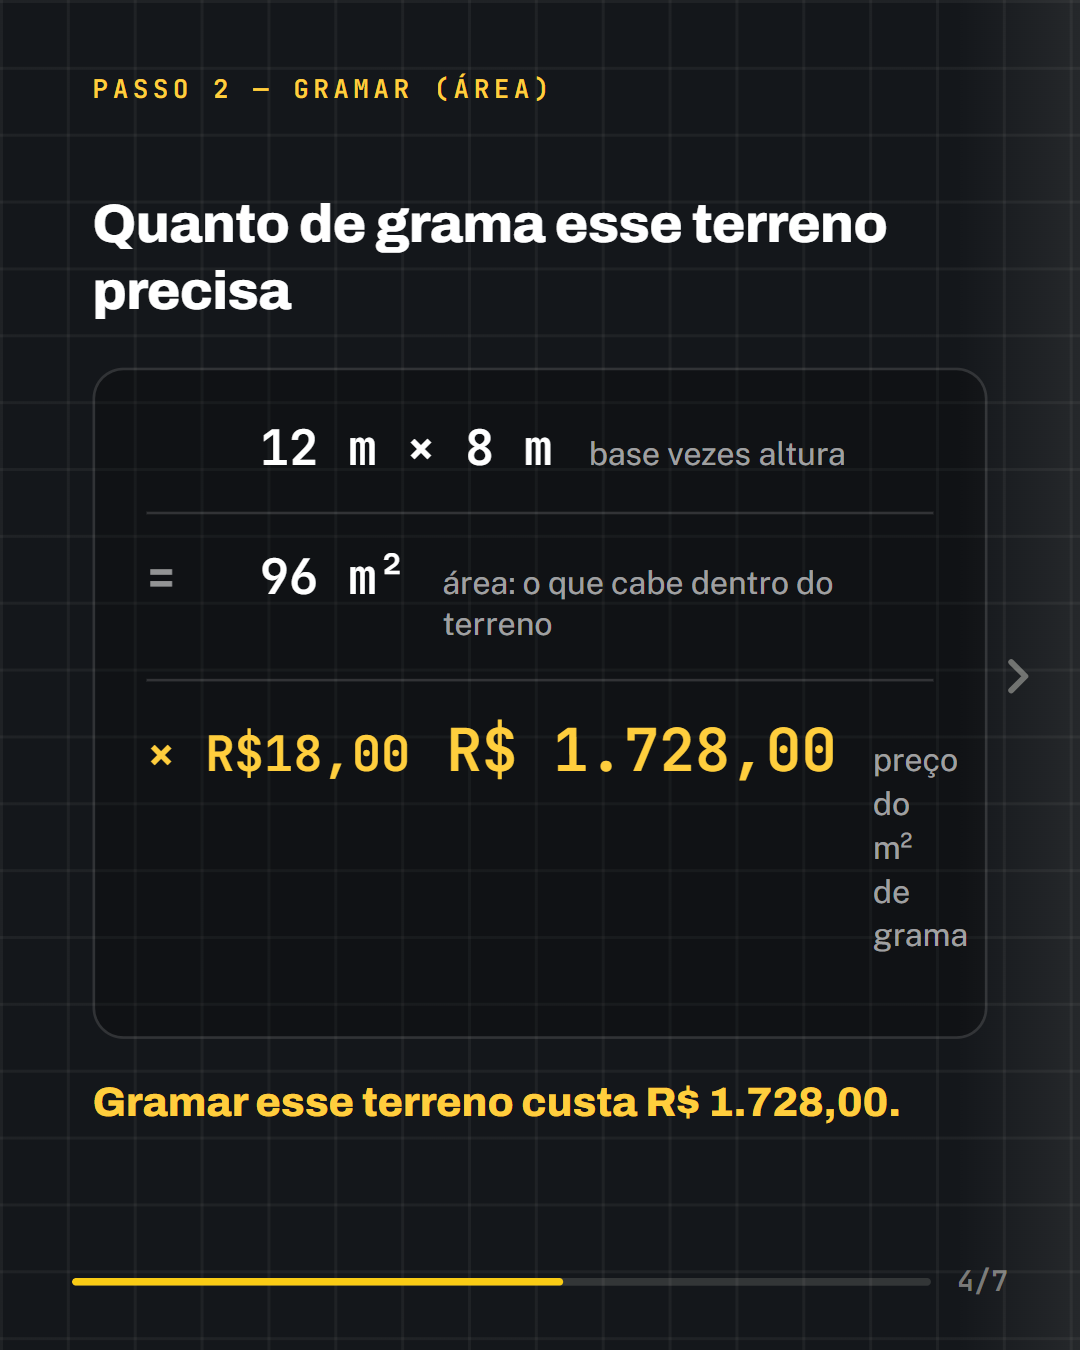 PASSO 2 — GRAMAR (ÁREA)
Quanto de grama esse terreno
precisa
12 m × 8 m base vezes altura
= 96 m² área: o que cabe dentro do
terreno
× R$18,00 R$ 1.728,00 preço
do
m²
de
grama
Gramar esse terreno custa R$ 1.728,00.
4/7